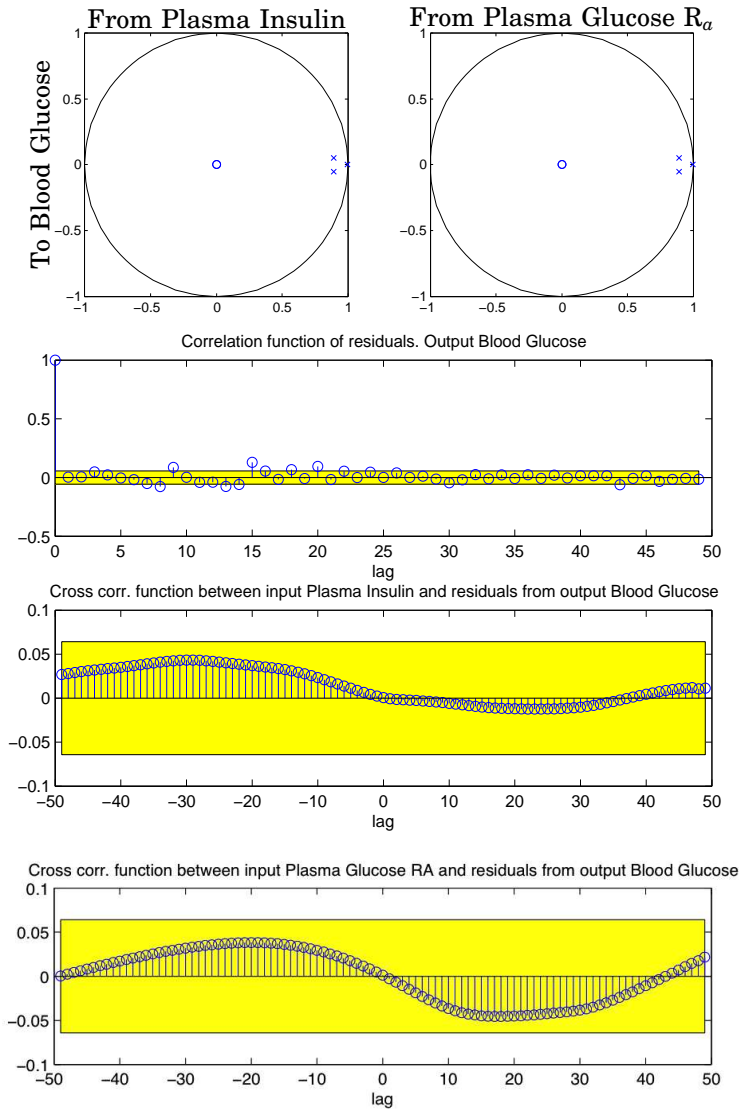 From Plasma Insulin
From Plasma Glucose Ra
To Blood Glucose
1
0.5
0
−0.5
−1
−1
−0.5
0
0.5
1
1
0.5
0
−0.5
−1
−1
−0.5
0
0.5
1
Correlation function of residuals. Output Blood Glucose
1
0.5
0
−0.5
0 5 10 15 20 25 30 35 40 45 50
lag
Cross corr. function between input Plasma Insulin and residuals from output Blood Glucose
0.1
0.05
0
−0.05
−0.1
−50 −40 −30 −20 −10 0 10 20 30 40 50
lag
Cross corr. function between input Plasma Glucose RA and residuals from output Blood Glucose
0.1
0.05
0
−0.05
−0.1
−50 −40 −30 −20 −10 0 10 20 30 40 50
lag